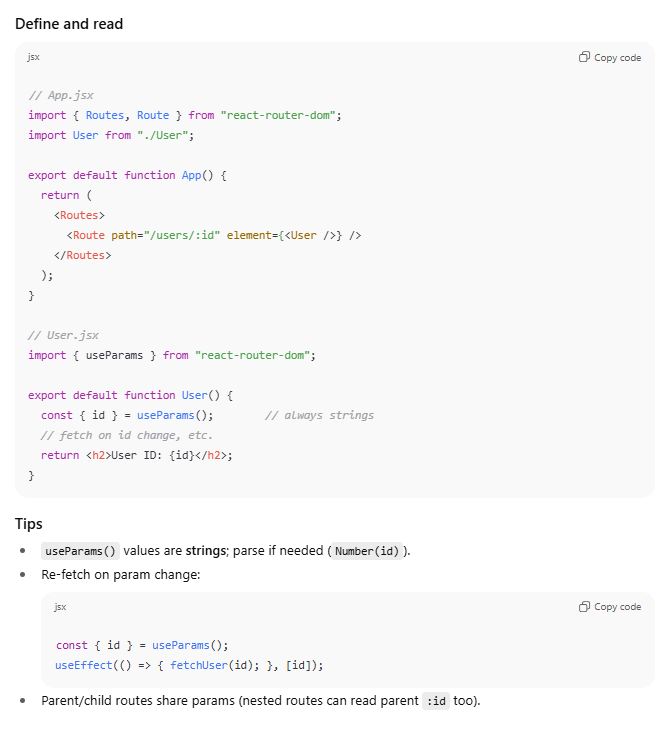 Define and read
jsx
Copy code
// App.jsx
import { Routes, Route } from "react-router-dom";
import User from "./User";
export default function App() {
  return (
    <Routes>
      <Route path="/users/:id" element={<User />} />
    </Routes>
  );
}
// User.jsx
import { useParams } from "react-router-dom";
export default function User() {
  const { id } = useParams();        // always strings
  // fetch on id change, etc.
  return <h2>User ID: {id}</h2>;
}
Tips
• useParams() values are strings; parse if needed (Number(id)).
• Re-fetch on param change:
jsx
Copy code
const { id } = useParams();
useEffect(() => { fetchUser(id); }, [id]);
• Parent/child routes share params (nested routes can read parent :id too).